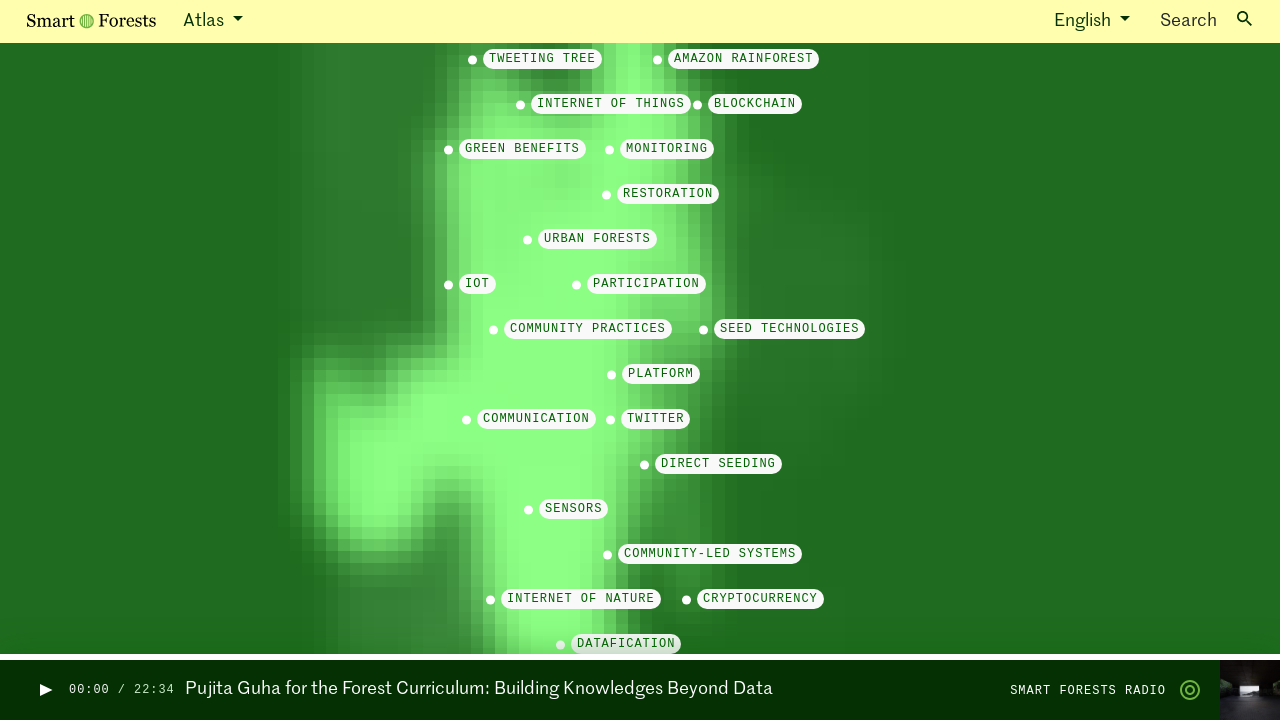 Smart Forests Atlas English Search
TWEETING TREE AMAZON RAINFOREST
INTERNET OF THINGS BLOCKCHAIN
GREEN BENEFITS MONITORING
RESTORATION
URBAN FORESTS
IOT PARTICIPATION
COMMUNITY PRACTICES SEED TECHNOLOGIES
PLATFORM
COMMUNICATION TWITTER
DIRECT SEEDING
SENSORS
COMMUNITY-LED SYSTEMS
INTERNET OF NATURE CRYPTOCURRENCY
DATAFICATION
00:00 / 22:34 Pujita Guha for the Forest Curriculum: Building Knowledges Beyond Data SMART FORESTS RADIO